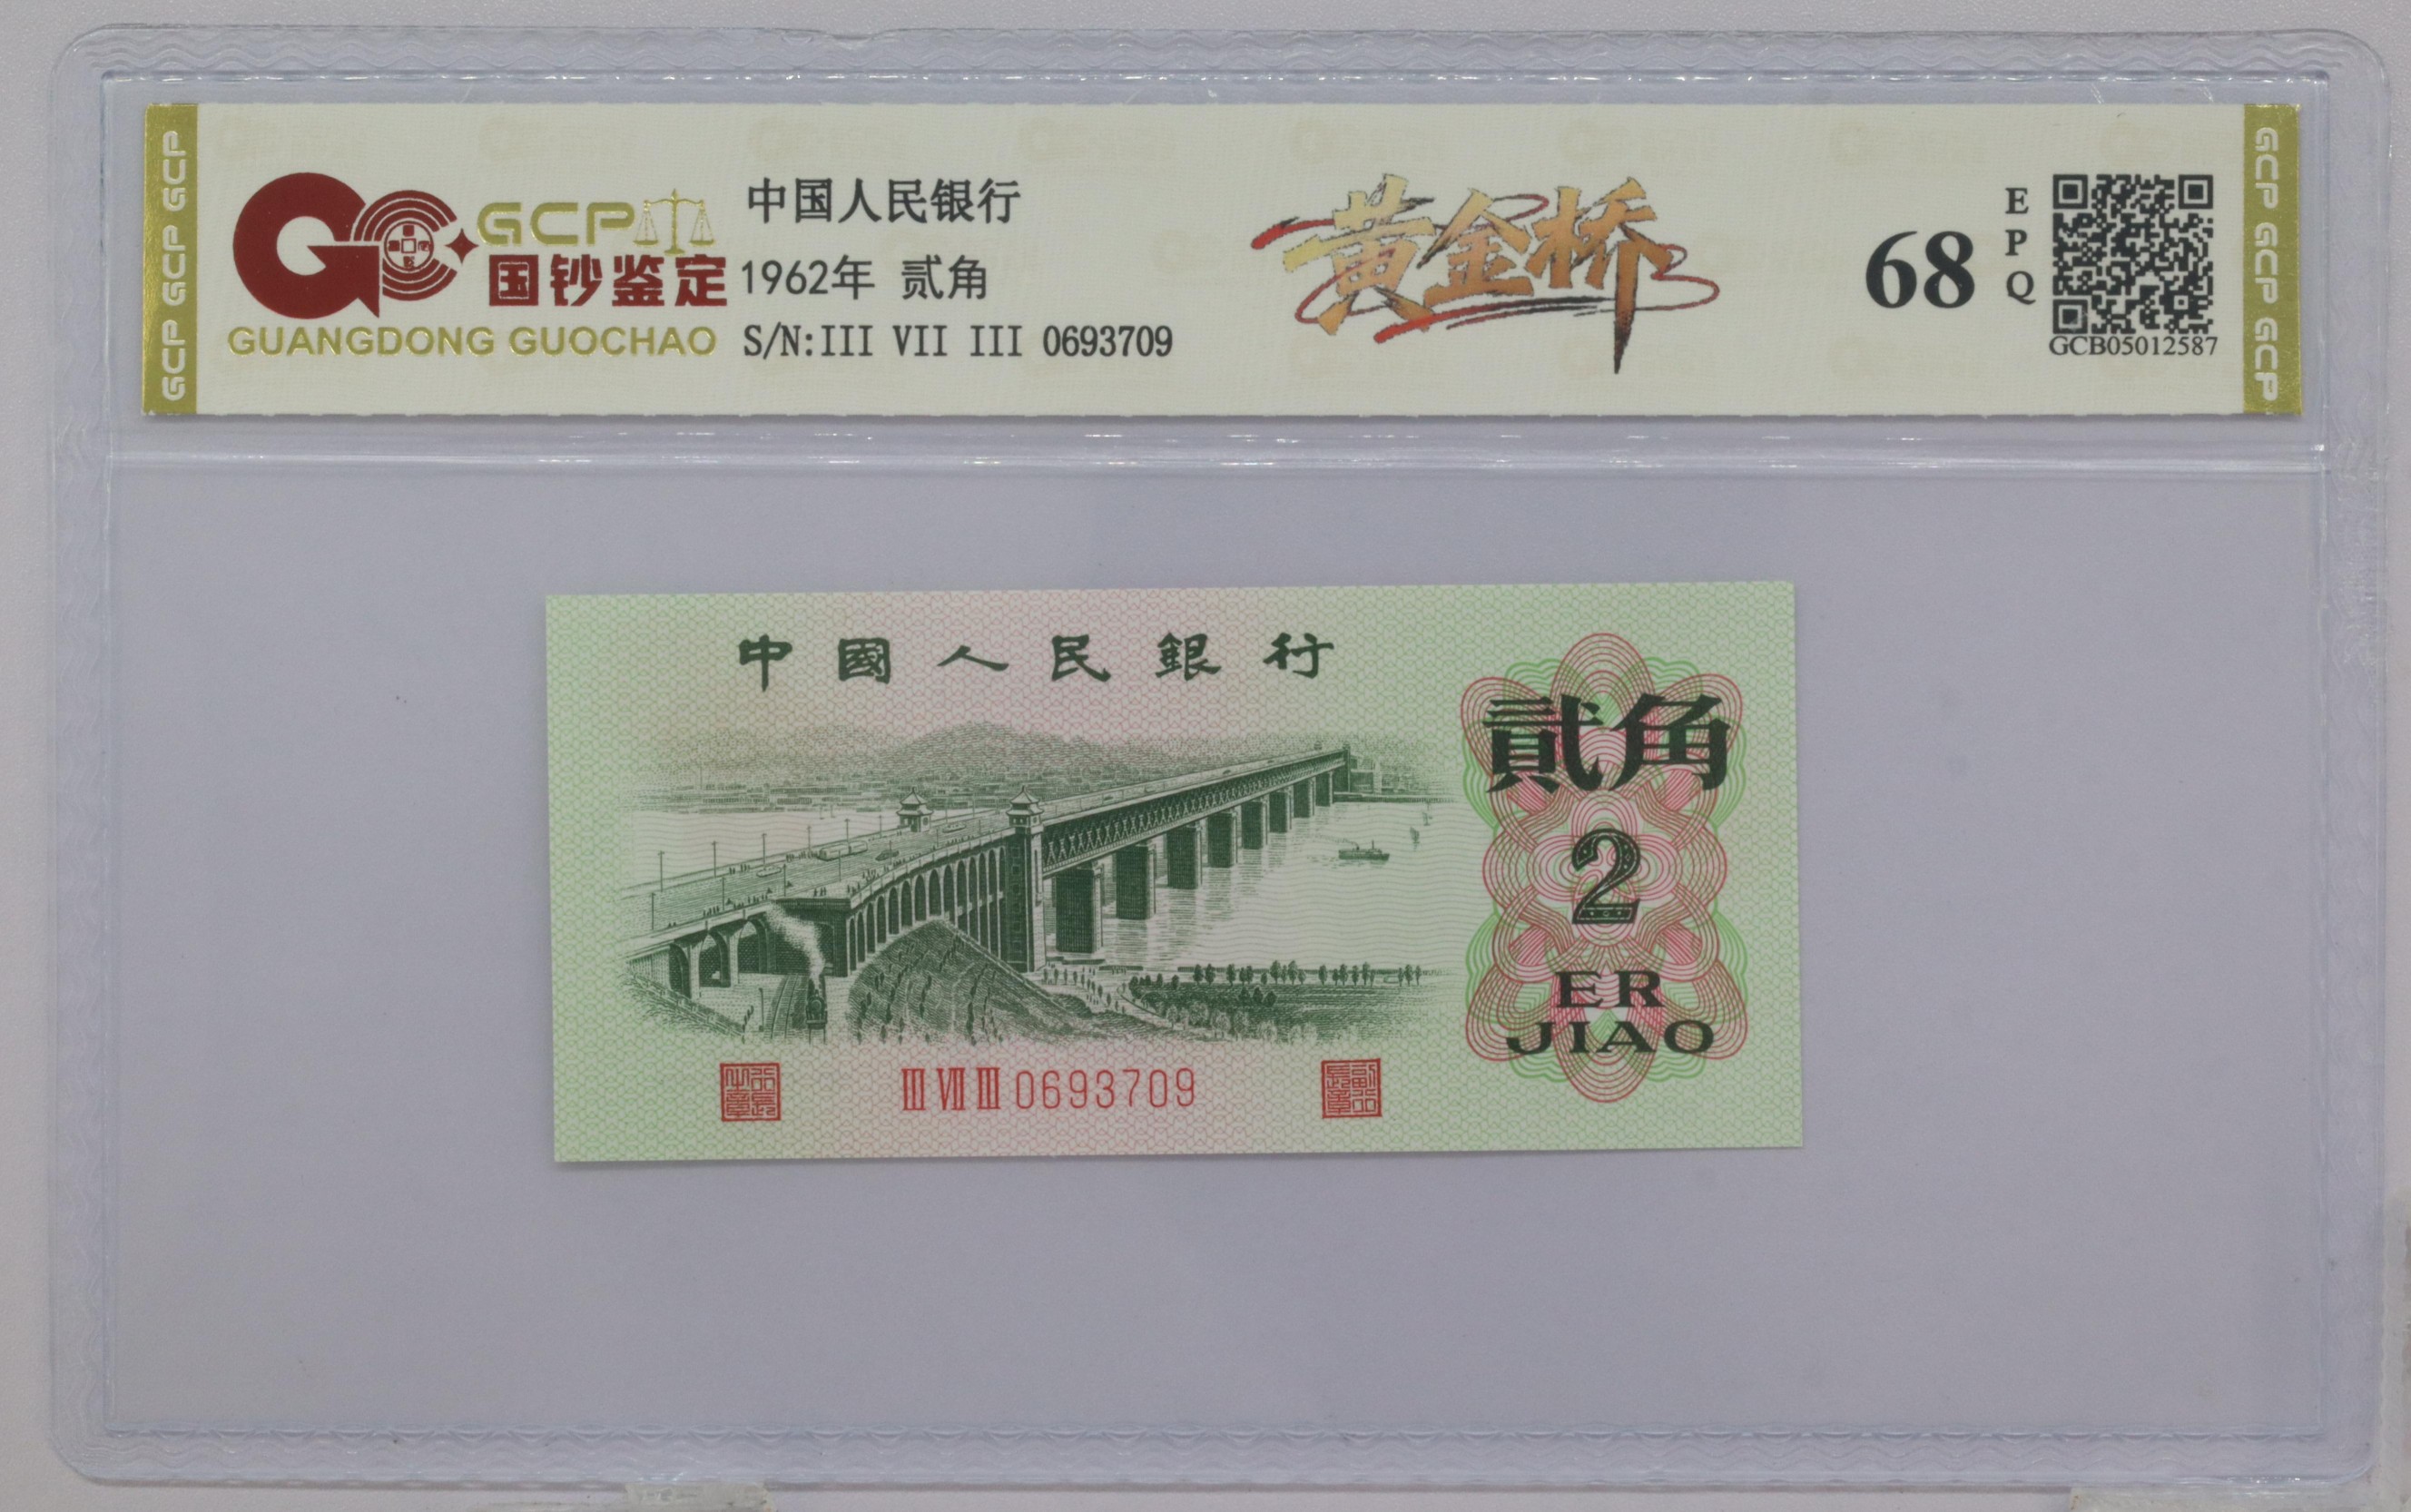 GCP GCP GCP
GCP
国钞鉴定
GUANGDONG GUOCHAO
中国人民银行
1962年 贰角
S/N:III VII III 0693709
黄金桥
68
EPQ
GCB05012587
GCP GCP GCP
中國人民銀行
貳角
2
ER
JIAO
III VII III 0693709